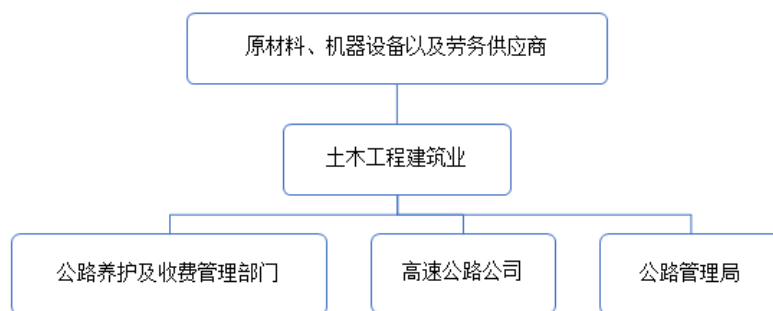 原材料、机器设备以及劳务供应商
土木工程建筑业
公路养护及收费管理部门
高速公路公司
公路管理局